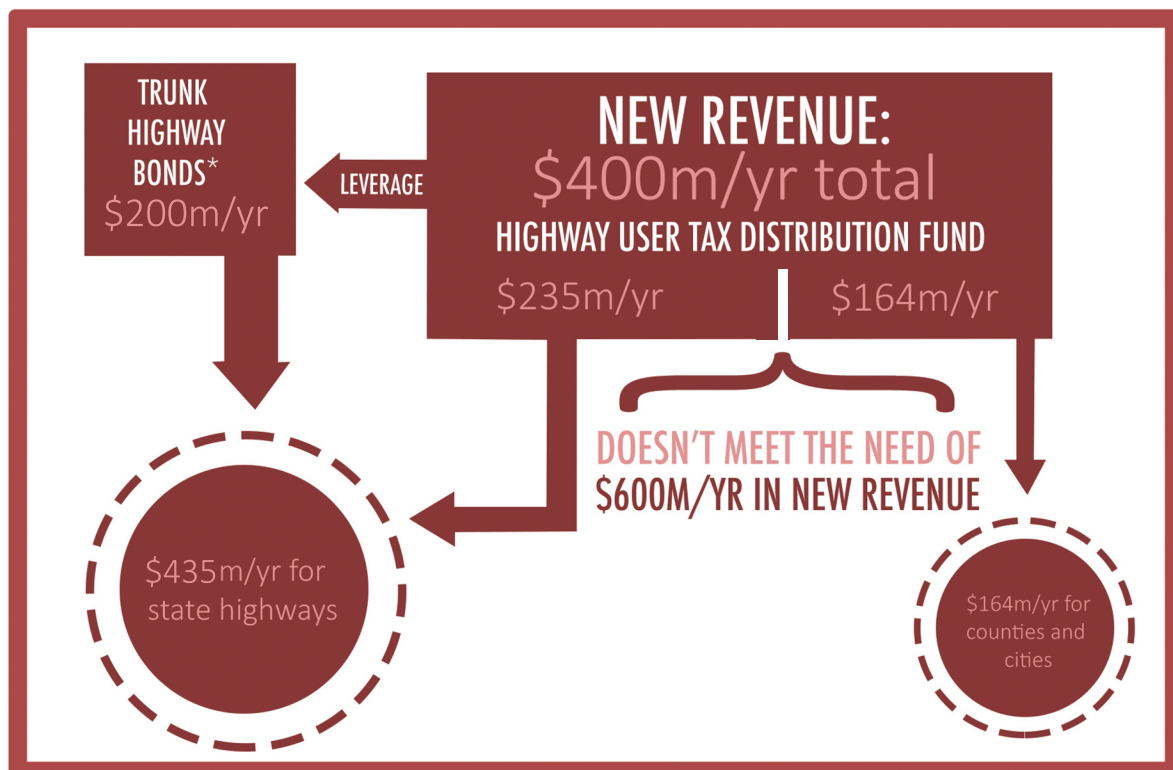 TRUNK
HIGHWAY
BONDS*
$200m/yr
LEVERAGE
NEW REVENUE:
$400m/yr total
HIGHWAY USER TAX DISTRIBUTION FUND
$235m/yr
$164m/yr
DOESN'T MEET THE NEED OF
$600M/YR IN NEW REVENUE
$435m/yr for
state highways
$164m/yr for
counties and
cities